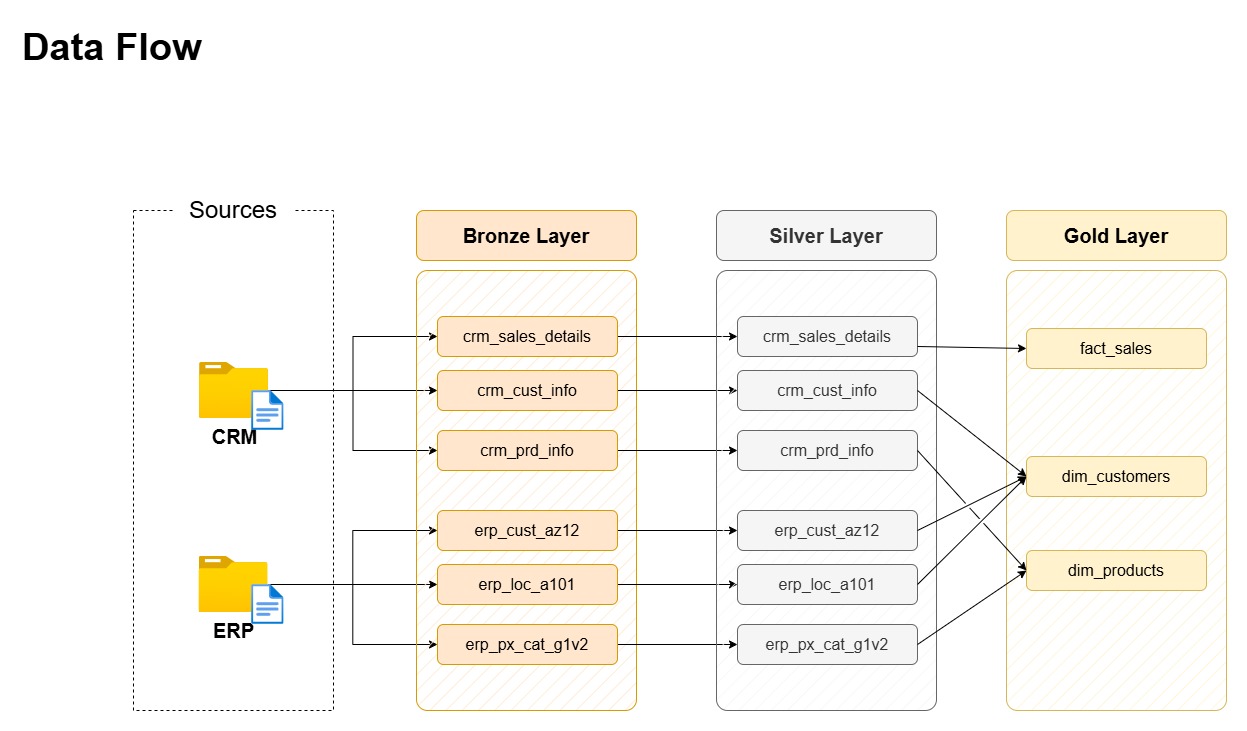 Data Flow
Sources
Bronze Layer
Silver Layer
Gold Layer
crm_sales_details
crm_sales_details
fact_sales
crm_cust_info
crm_cust_info
CRM
crm_prd_info
crm_prd_info
dim_customers
erp_cust_az12
erp_cust_az12
dim_products
erp_loc_a101
erp_loc_a101
ERP
erp_px_cat_g1v2
erp_px_cat_g1v2